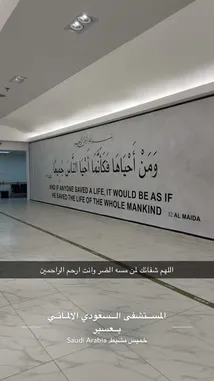 وَمَنْ أَحْيَاهَا فَكَأَنَّمَا أَحْيَا النَّاسَ جَمِيعًا
AND IF ANYONE SAVED A LIFE, IT WOULD BE AS IF
HE SAVED THE LIFE OF THE WHOLE MANKIND
32 AL MAIDA
اللهم شفائك لمن مسه الضر وانت ارحم الراحمين
المستشفى السعودي الالماني
بعسير
خميس مشيط، Saudi Arabia